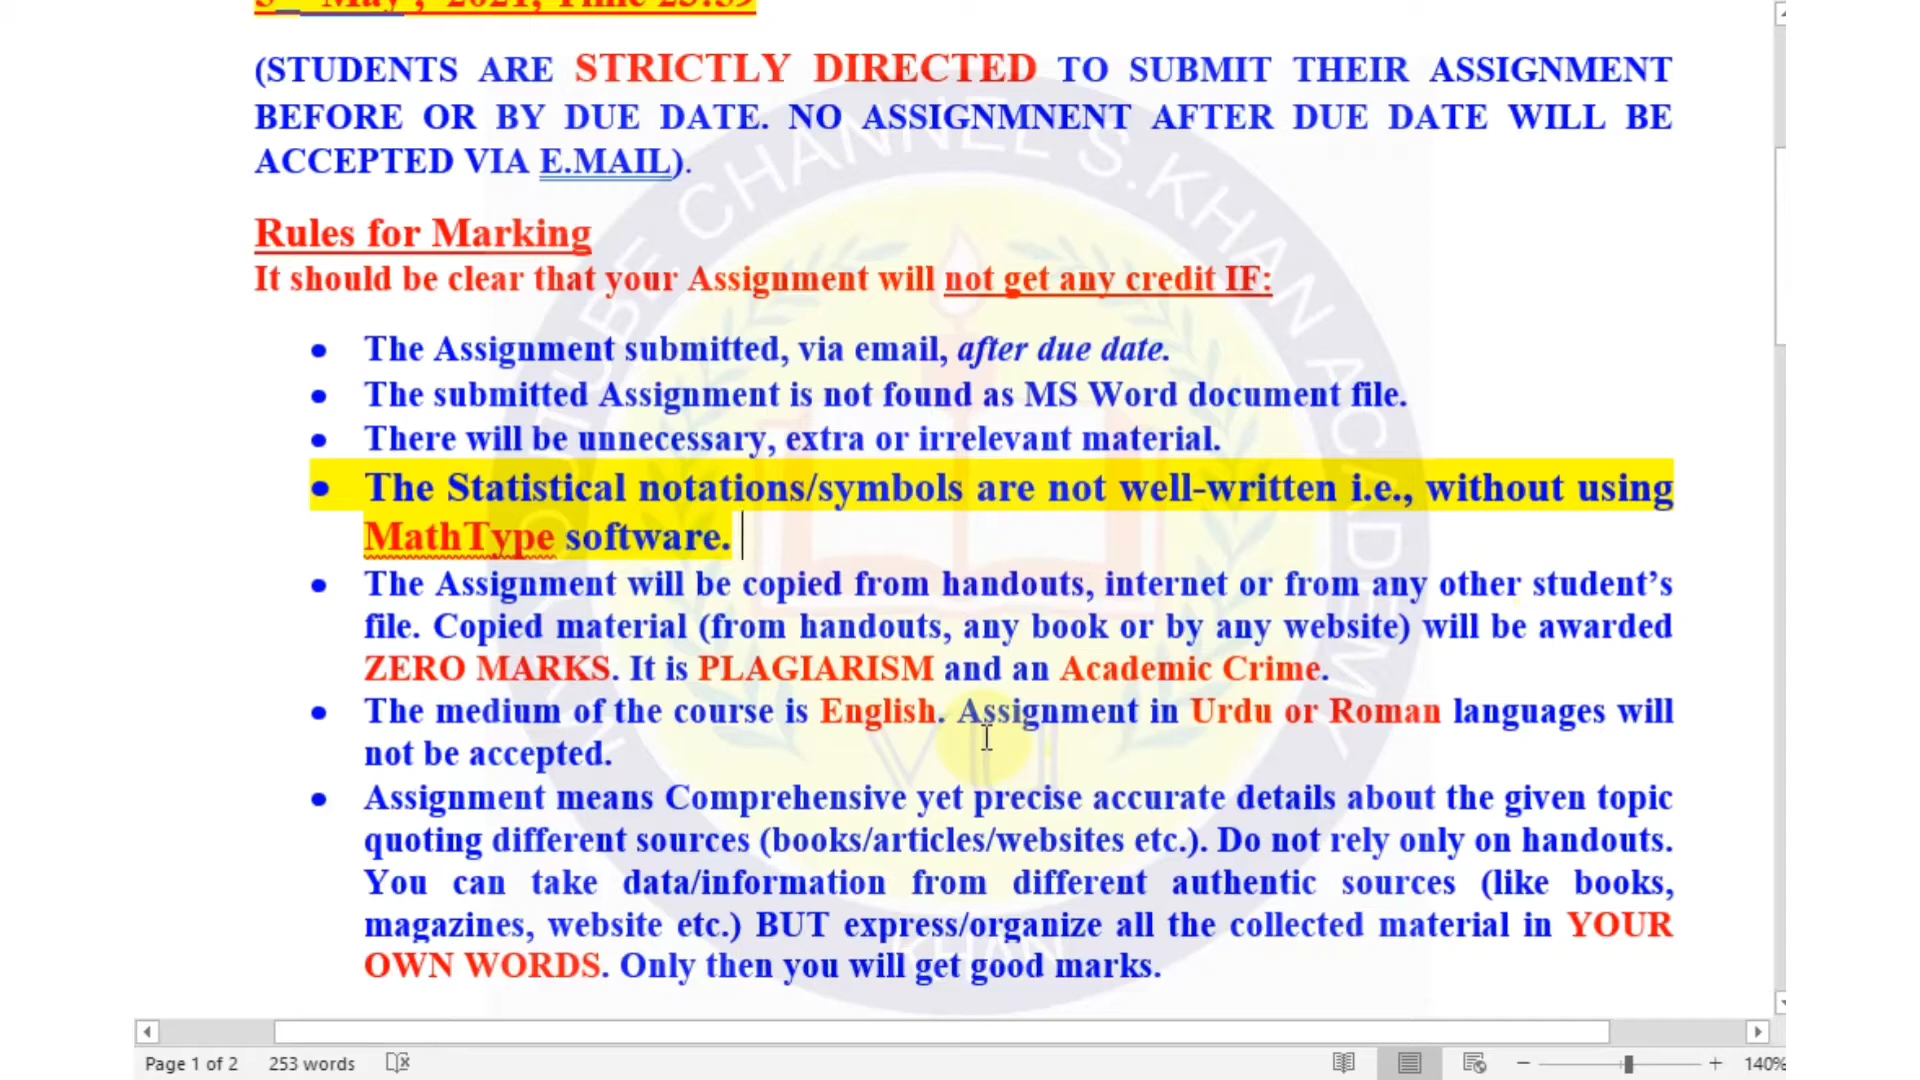 May , 2021, Time 23:59
(STUDENTS ARE STRICTLY DIRECTED TO SUBMIT THEIR ASSIGNMENT
BEFORE OR BY DUE DATE. NO ASSIGNMNENT AFTER DUE DATE WILL BE
ACCEPTED VIA E.MAIL).
Rules for Marking
It should be clear that your Assignment will not get any credit IF:
• The Assignment submitted, via email, after due date.
• The submitted Assignment is not found as MS Word document file.
• There will be unnecessary, extra or irrelevant material.
• The Statistical notations/symbols are not well-written i.e., without using
MathType software.
• The Assignment will be copied from handouts, internet or from any other student’s
file. Copied material (from handouts, any book or by any website) will be awarded
ZERO MARKS. It is PLAGIARISM and an Academic Crime.
• The medium of the course is English. Assignment in Urdu or Roman languages will
not be accepted.
• Assignment means Comprehensive yet precise accurate details about the given topic
quoting different sources (books/articles/websites etc.). Do not rely only on handouts.
You can take data/information from different authentic sources (like books,
magazines, website etc.) BUT express/organize all the collected material in YOUR
OWN WORDS. Only then you will get good marks.
CHANNEL S.KHAN ACADEMY
KHAN
Page 1 of 2 253 words 140%